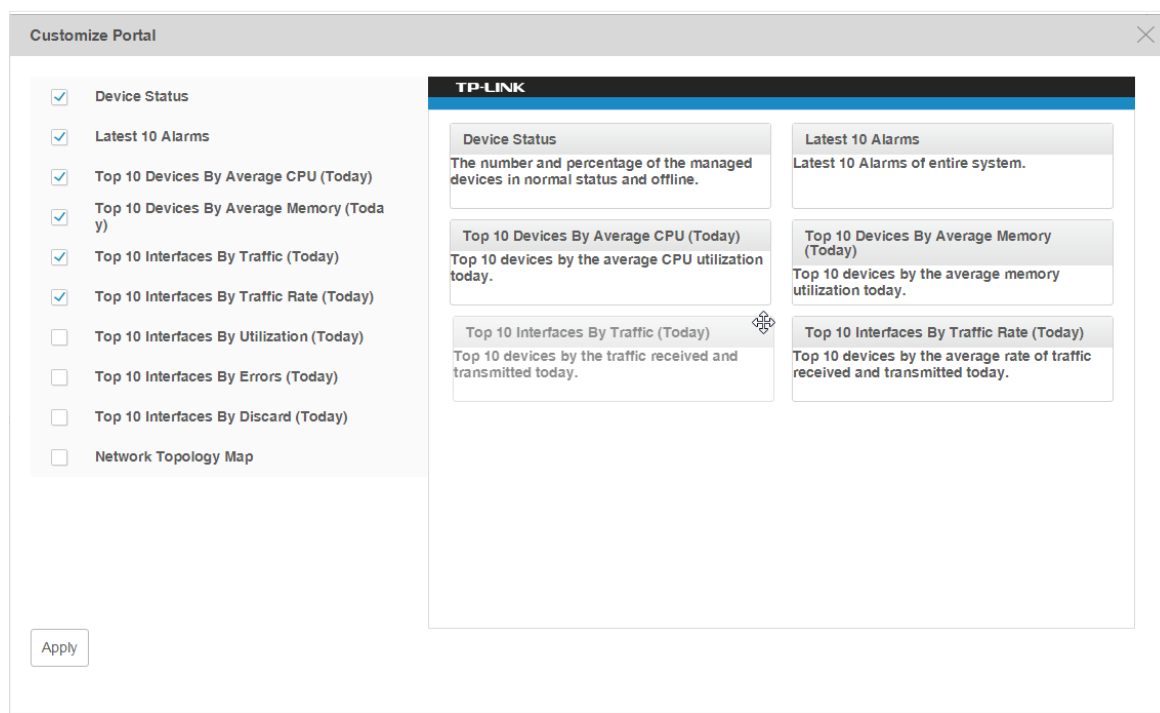 Customize Portal
Device Status
Latest 10 Alarms
Top 10 Devices By Average CPU (Today)
Top 10 Devices By Average Memory (Toda
y)
Top 10 Interfaces By Traffic (Today)
Top 10 Interfaces By Traffic Rate (Today)
Top 10 Interfaces By Utilization (Today)
Top 10 Interfaces By Errors (Today)
Top 10 Interfaces By Discard (Today)
Network Topology Map
Apply
TP-LINK
Device Status
The number and percentage of the managed
devices in normal status and offline.
Latest 10 Alarms
Latest 10 Alarms of entire system.
Top 10 Devices By Average CPU (Today)
Top 10 devices by the average CPU utilization
today.
Top 10 Devices By Average Memory
(Today)
Top 10 devices by the average memory
utilization today.
Top 10 Interfaces By Traffic (Today)
Top 10 devices by the traffic received and
transmitted today.
Top 10 Interfaces By Traffic Rate (Today)
Top 10 devices by the average rate of traffic
received and transmitted today.